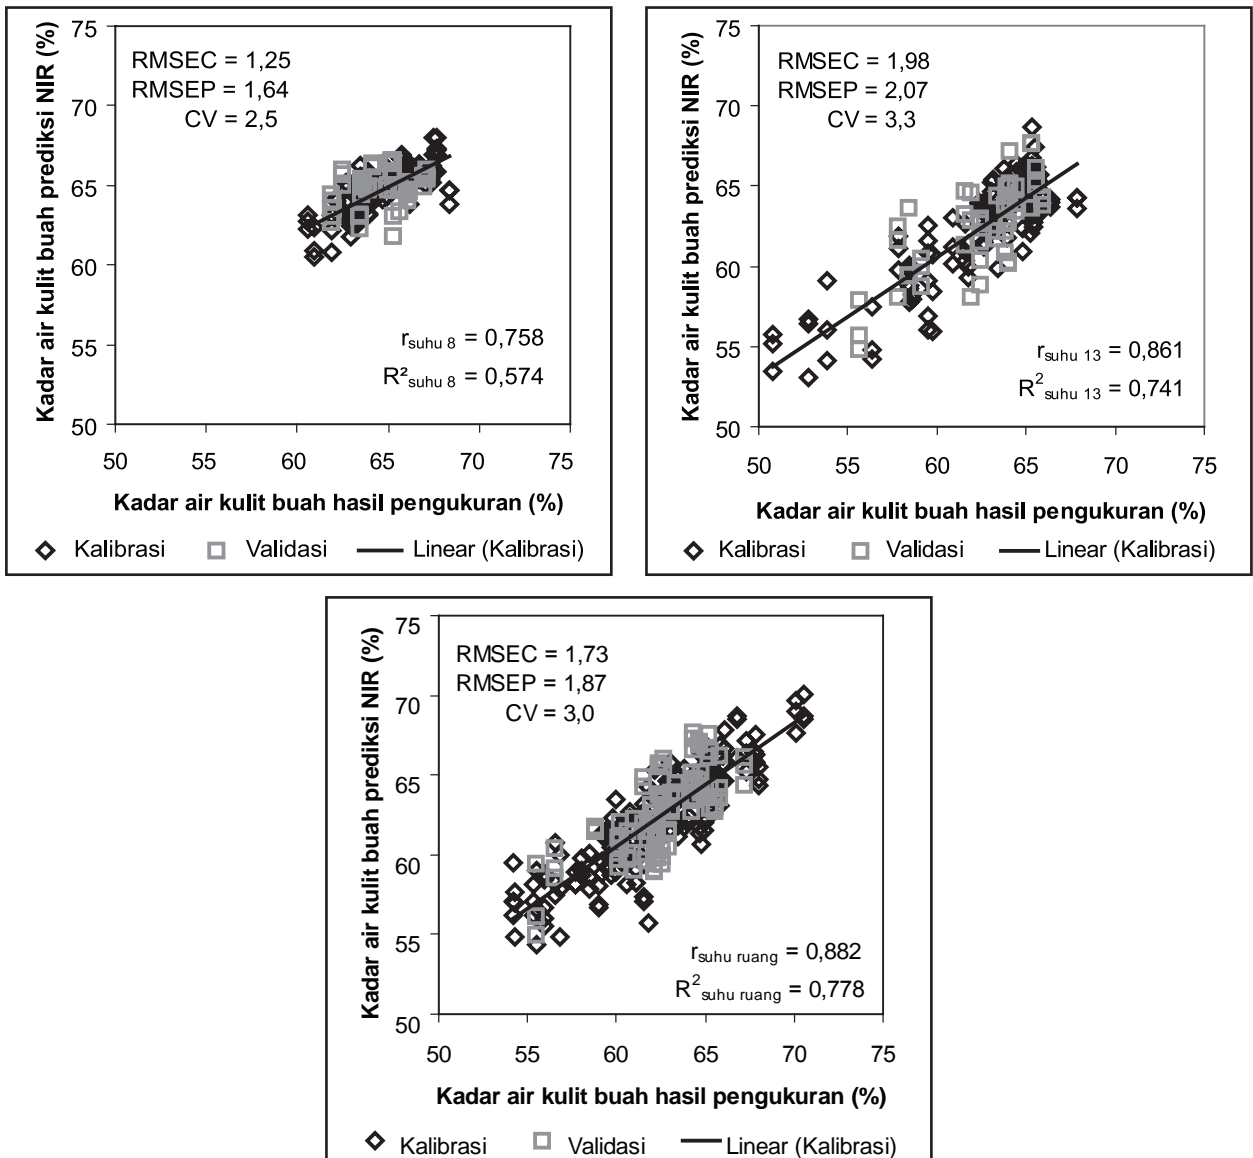 Kadar air kulit buah prediksi NIR (%)
75
70
65
60
55
50
RMSEC = 1,25
RMSEP = 1,64
CV = 2,5
r suhu 8 = 0,758
R² suhu 8 = 0,574
50 55 60 65 70 75
Kadar air kulit buah hasil pengukuran (%)
Kalibrasi Validasi Linear (Kalibrasi)
Kadar air kulit buah prediksi NIR (%)
75
70
65
60
55
50
RMSEC = 1,98
RMSEP = 2,07
CV = 3,3
r suhu 13 = 0,861
R² suhu 13 = 0,741
50 55 60 65 70 75
Kadar air kulit buah hasil pengukuran (%)
Kalibrasi Validasi Linear (Kalibrasi)
Kadar air kulit buah prediksi NIR (%)
75
70
65
60
55
50
RMSEC = 1,73
RMSEP = 1,87
CV = 3,0
r suhu ruang = 0,882
R² suhu ruang = 0,778
50 55 60 65 70 75
Kadar air kulit buah hasil pengukuran (%)
Kalibrasi Validasi Linear (Kalibrasi)